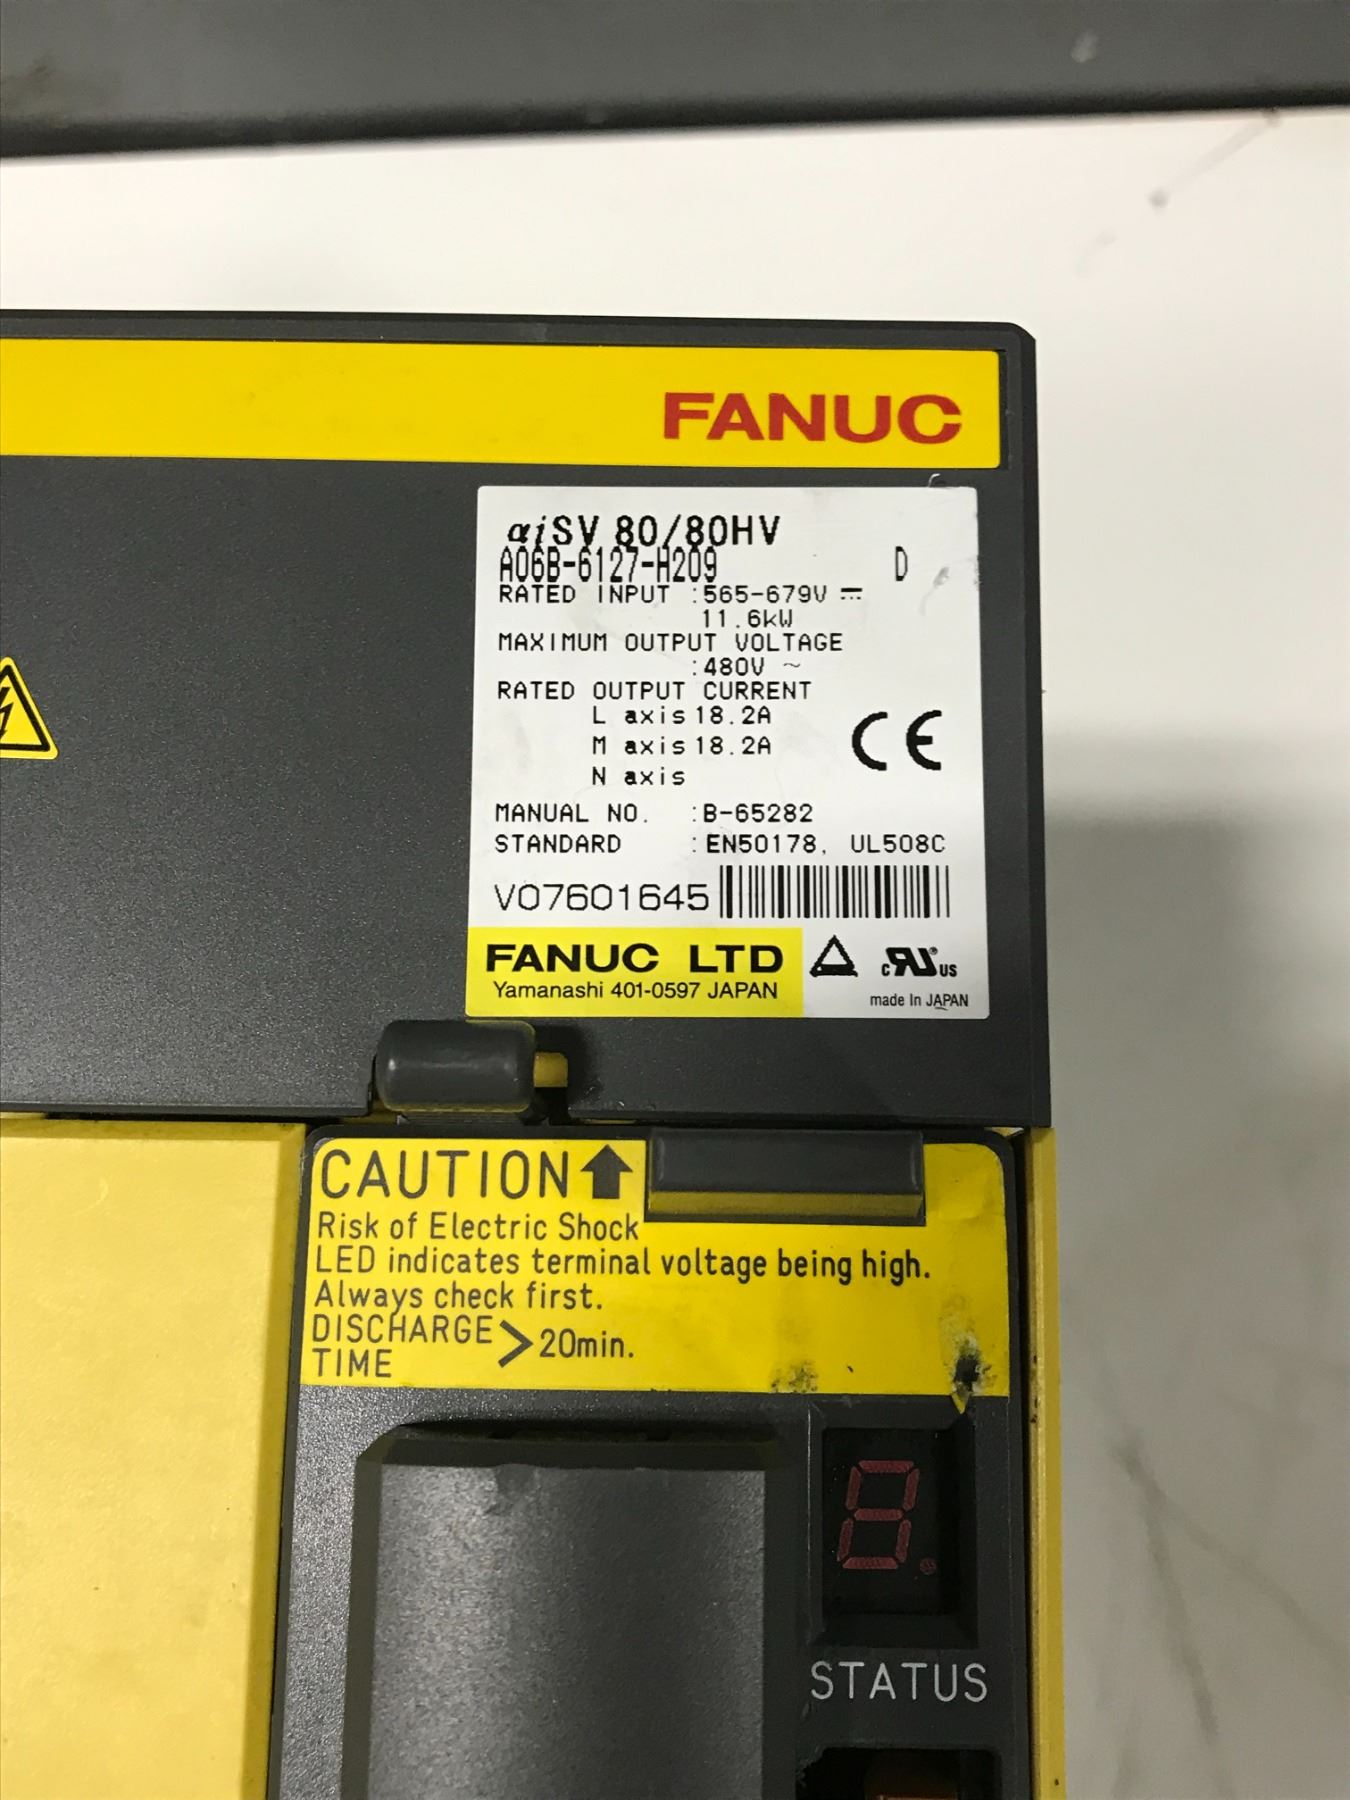 FANUC
αiSV 80/80HV
A06B-6127-H209 D
RATED INPUT :565-679V ⎓
11.6kW
MAXIMUM OUTPUT VOLTAGE
:480V ~
RATED OUTPUT CURRENT
L axis 18.2A
M axis 18.2A
N axis
CE
MANUAL NO. :B-65282
STANDARD :EN50178, UL508C
V07601645
FANUC LTD
Yamanashi 401-0597 JAPAN
c RU US
made In JAPAN
CAUTION
Risk of Electric Shock
LED indicates terminal voltage being high.
Always check first.
DISCHARGE TIME > 20min.
8.
STATUS